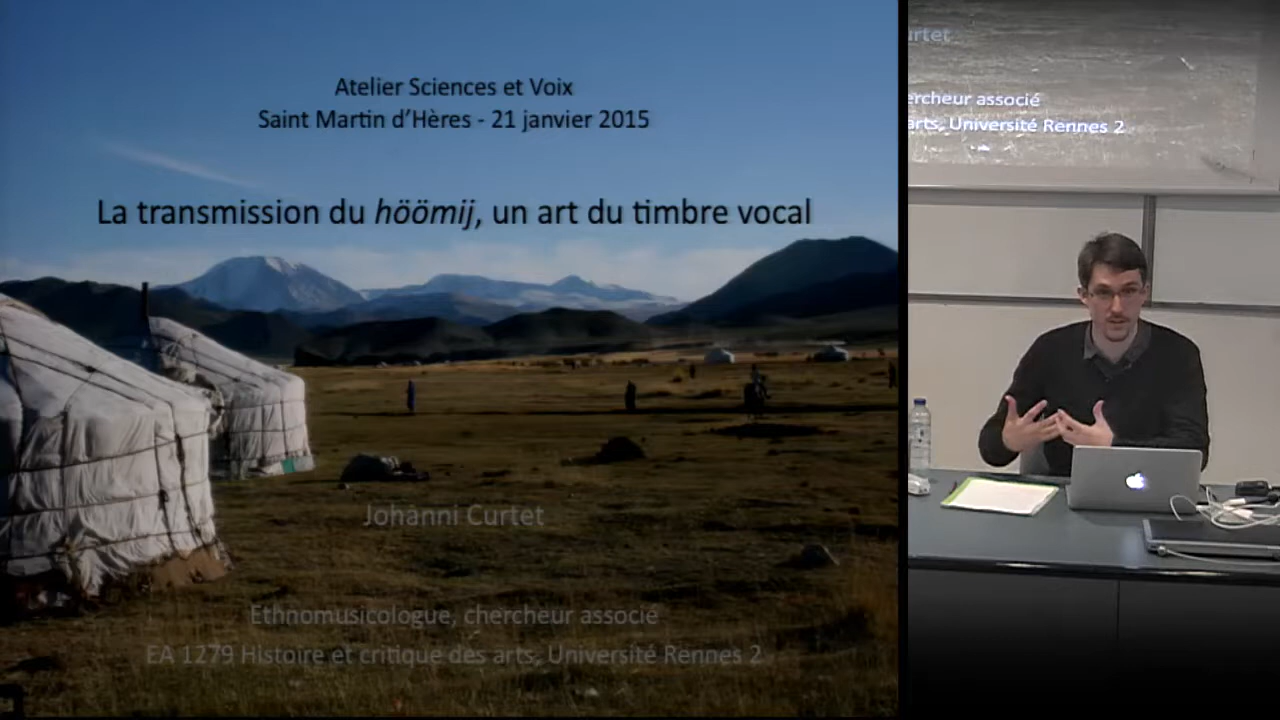 Atelier Sciences et Voix
Saint Martin d'Hères - 21 janvier 2015
La transmission du höömij, un art du timbre vocal
Johanni Curtet
Ethnomusicologue, chercheur associé
EA 1279 Histoire et critique des arts, Université Rennes 2
urtet
ercheur associé
arts, Université Rennes 2